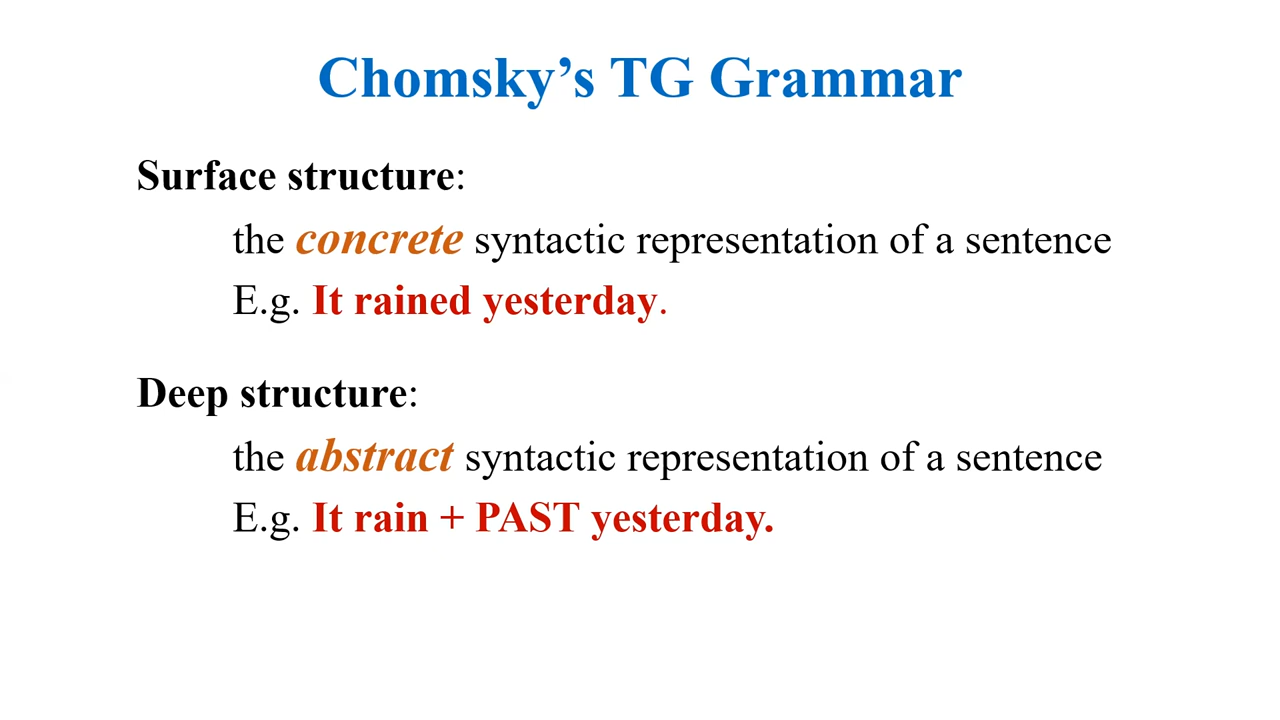 Chomsky’s TG Grammar
Surface structure:
the concrete syntactic representation of a sentence
E.g. It rained yesterday.
Deep structure:
the abstract syntactic representation of a sentence
E.g. It rain + PAST yesterday.